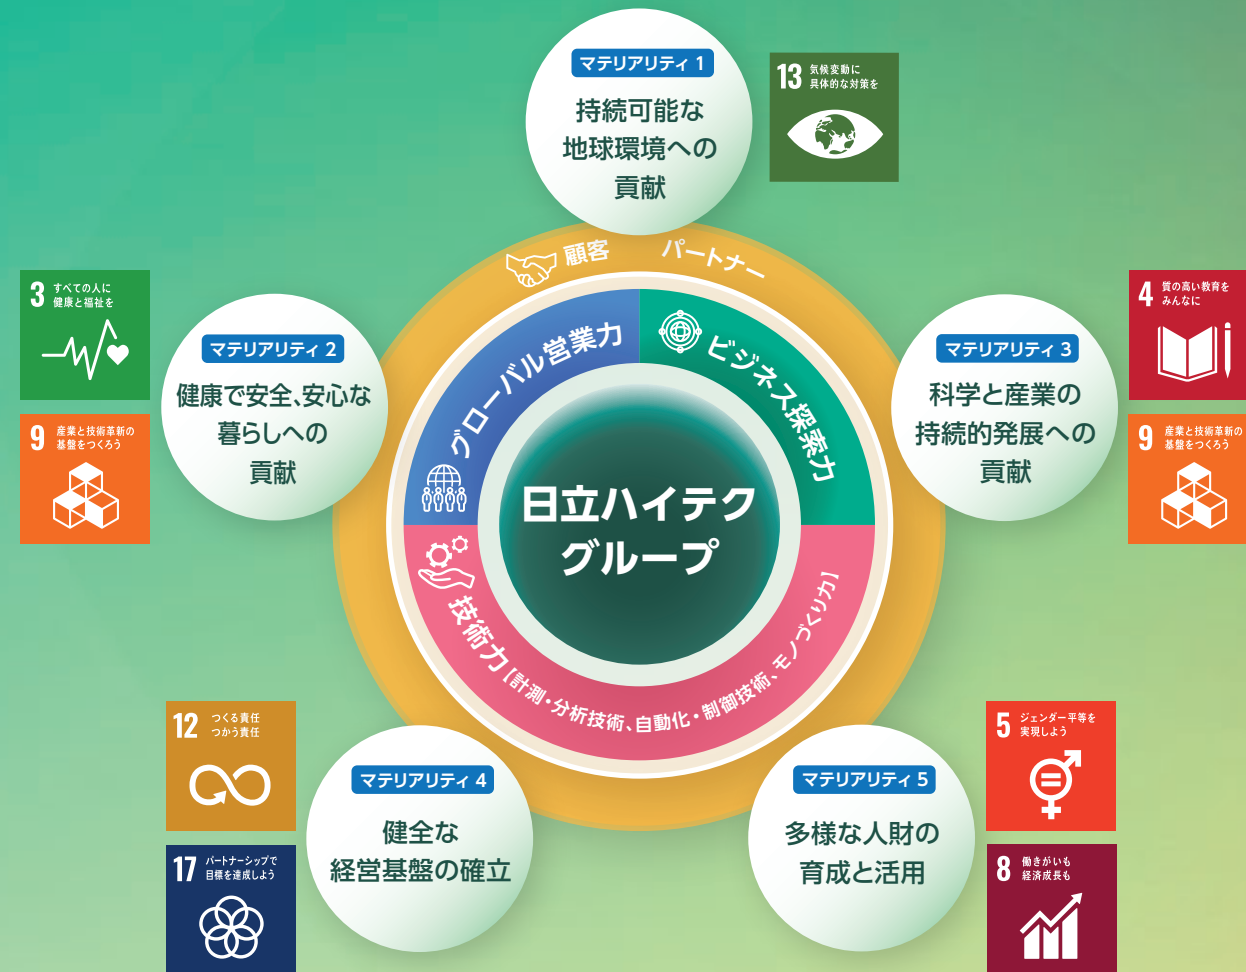 マテリアリティ 1
持続可能な
地球環境への
貢献
13 気候変動に
具体的な対策を
顧客
パートナー
3 すべての人に
健康と福祉を
9 産業と技術革新の
基盤をつくろう
マテリアリティ 2
健康で安全、安心な
暮らしへの
貢献
グローバル営業力
ビジネス探索力
マテリアリティ 3
科学と産業の
持続的発展への
貢献
4 質の高い教育を
みんなに
9 産業と技術革新の
基盤をつくろう
日立ハイテク
グループ
技術力【計測・分析技術、自動化・制御技術、モノづくり力】
12 つくる責任
つかう責任
17 パートナーシップで
目標を達成しよう
マテリアリティ 4
健全な
経営基盤の確立
マテリアリティ 5
多様な人財の
育成と活用
5 ジェンダー平等を
実現しよう
8 働きがいも
経済成長も